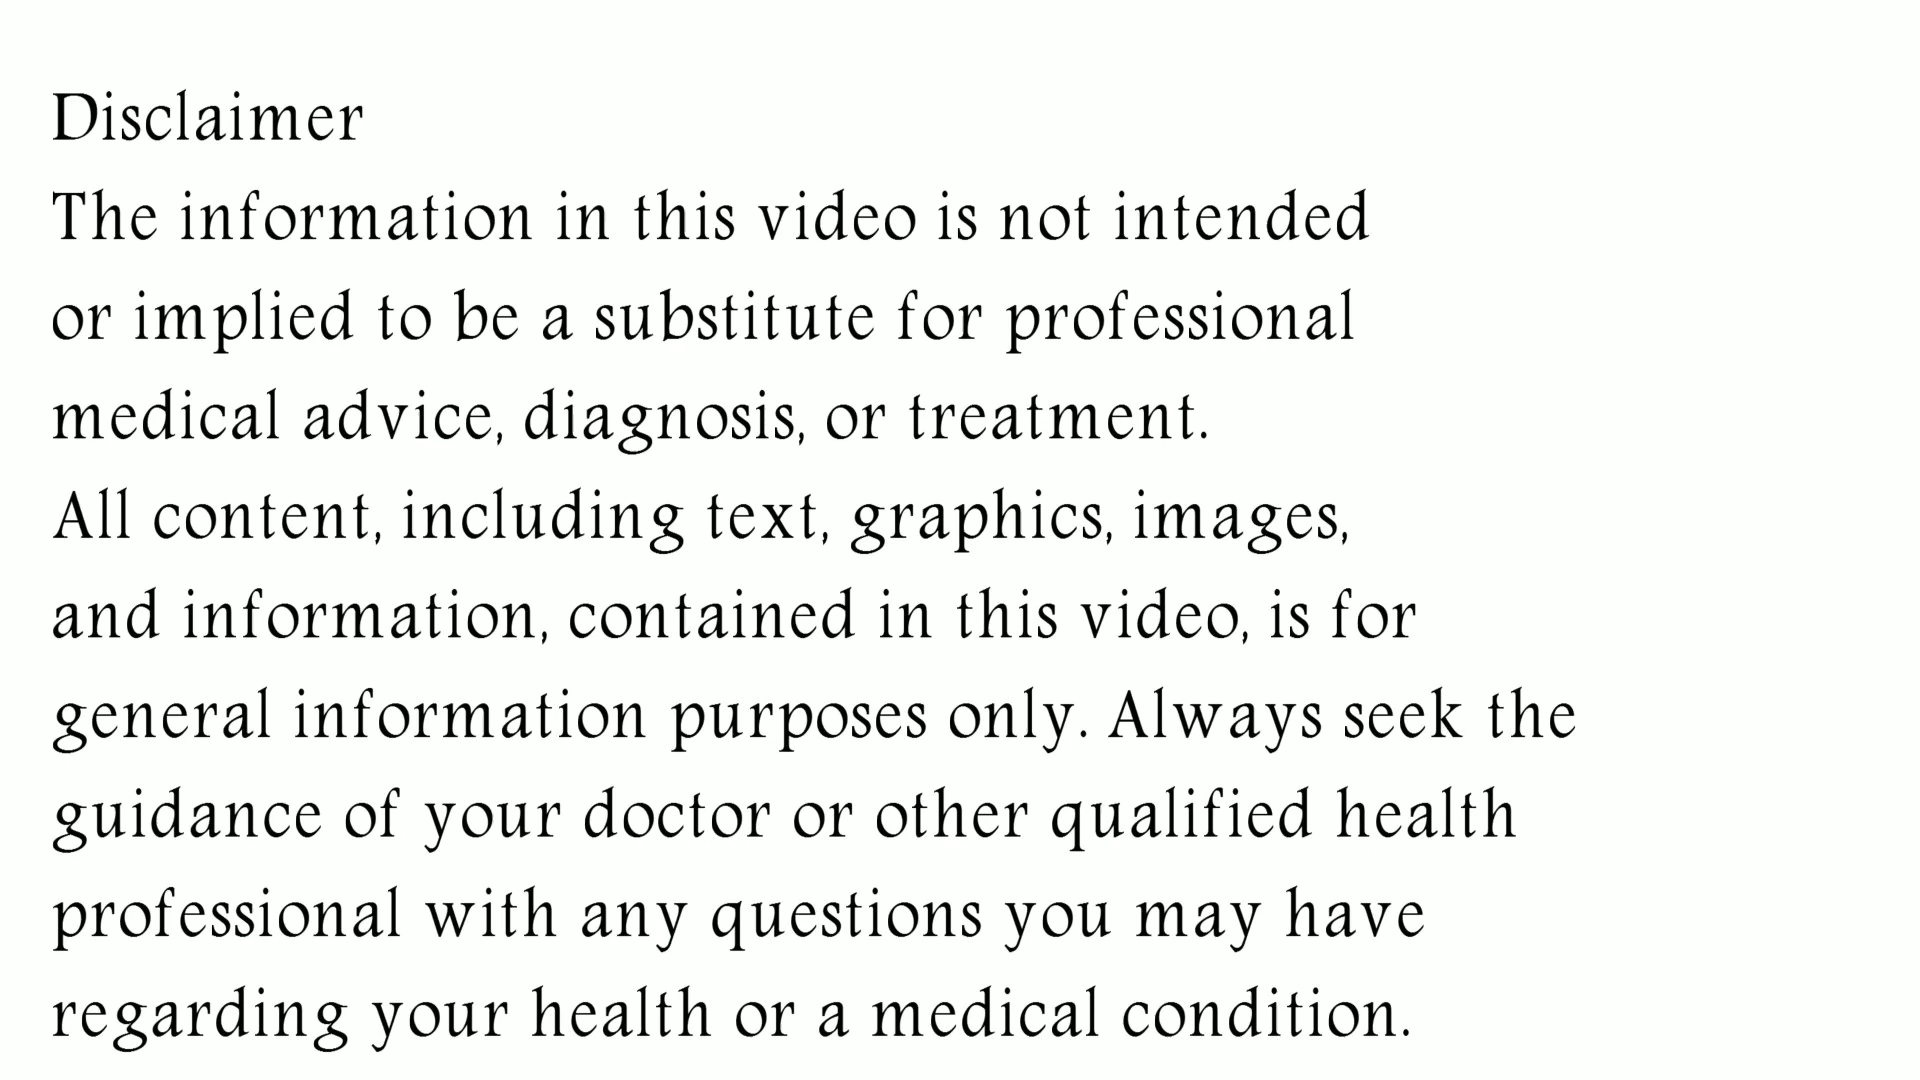 Disclaimer
The information in this video is not intended
or implied to be a substitute for professional
medical advice, diagnosis, or treatment.
All content, including text, graphics, images,
and information, contained in this video, is for
general information purposes only. Always seek the
guidance of your doctor or other qualified health
professional with any questions you may have
regarding your health or a medical condition.